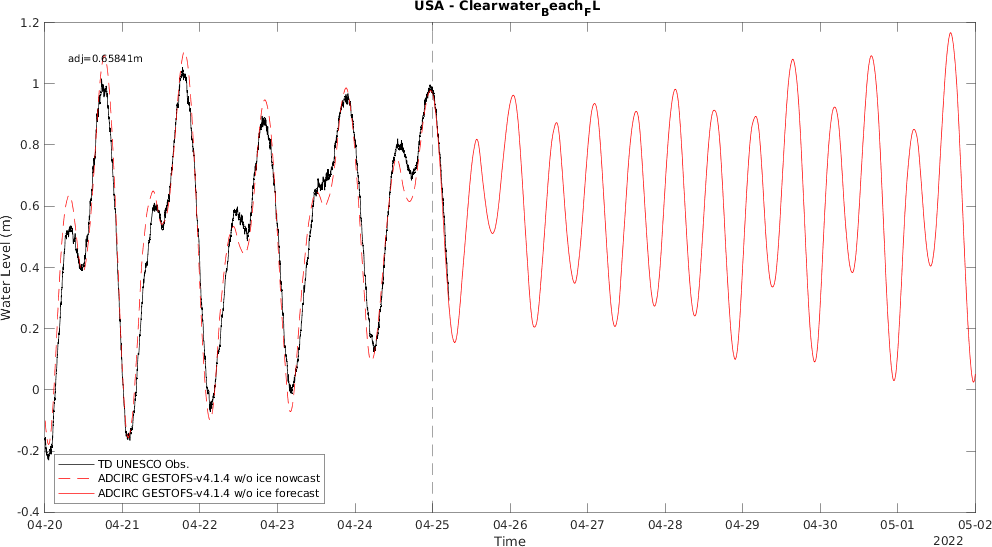 USA - Clearwater_Beach_FL
adj=0.65841m
1.2
1
0.8
0.6
0.4
0.2
0
-0.2
-0.4
Water Level (m)
TD UNESCO Obs.
ADCIRC GESTOFS-v4.1.4 w/o ice nowcast
ADCIRC GESTOFS-v4.1.4 w/o ice forecast
04-20 04-21 04-22 04-23 04-24 04-25 04-26 04-27 04-28 04-29 04-30 05-01 05-02
Time
2022